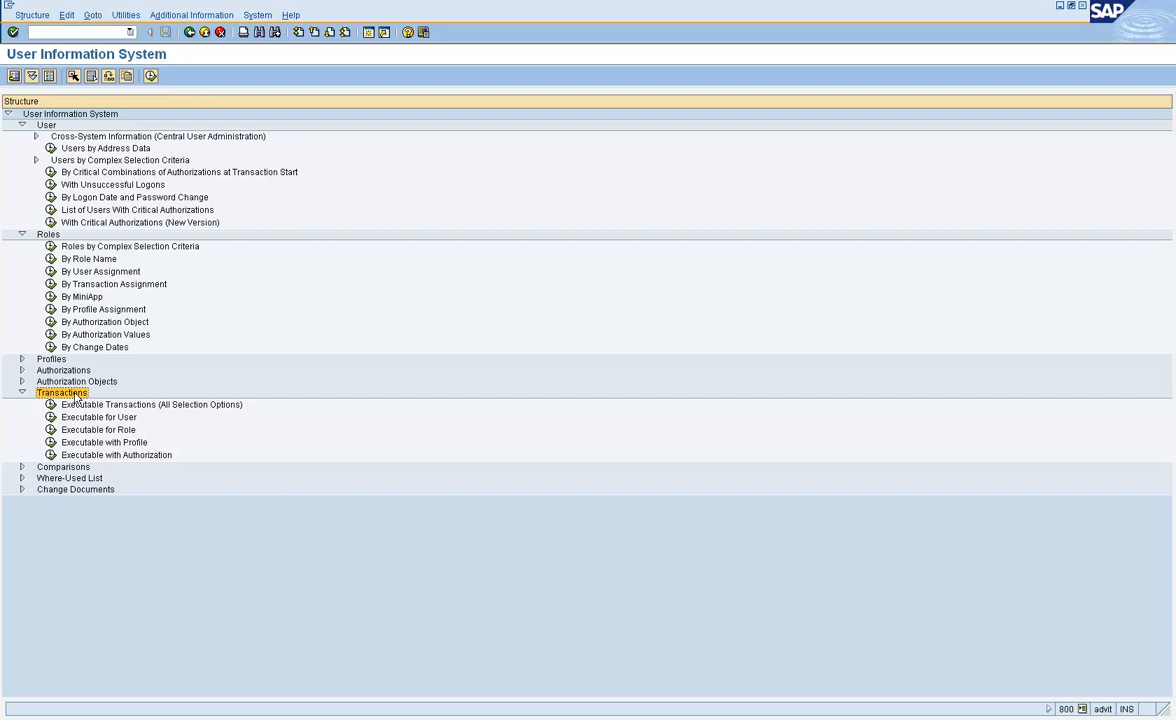 Structure Edit Goto Utilities Additional Information System Help
SAP
User Information System
Structure
User Information System
User
Cross-System Information (Central User Administration)
Users by Address Data
Users by Complex Selection Criteria
By Critical Combinations of Authorizations at Transaction Start
With Unsuccessful Logons
By Logon Date and Password Change
List of Users With Critical Authorizations
With Critical Authorizations (New Version)
Roles
Roles by Complex Selection Criteria
By Role Name
By User Assignment
By Transaction Assignment
By MiniApp
By Profile Assignment
By Authorization Object
By Authorization Values
By Change Dates
Profiles
Authorizations
Authorization Objects
Transactions
Executable Transactions (All Selection Options)
Executable for User
Executable for Role
Executable with Profile
Executable with Authorization
Comparisons
Where-Used List
Change Documents
800 advit INS